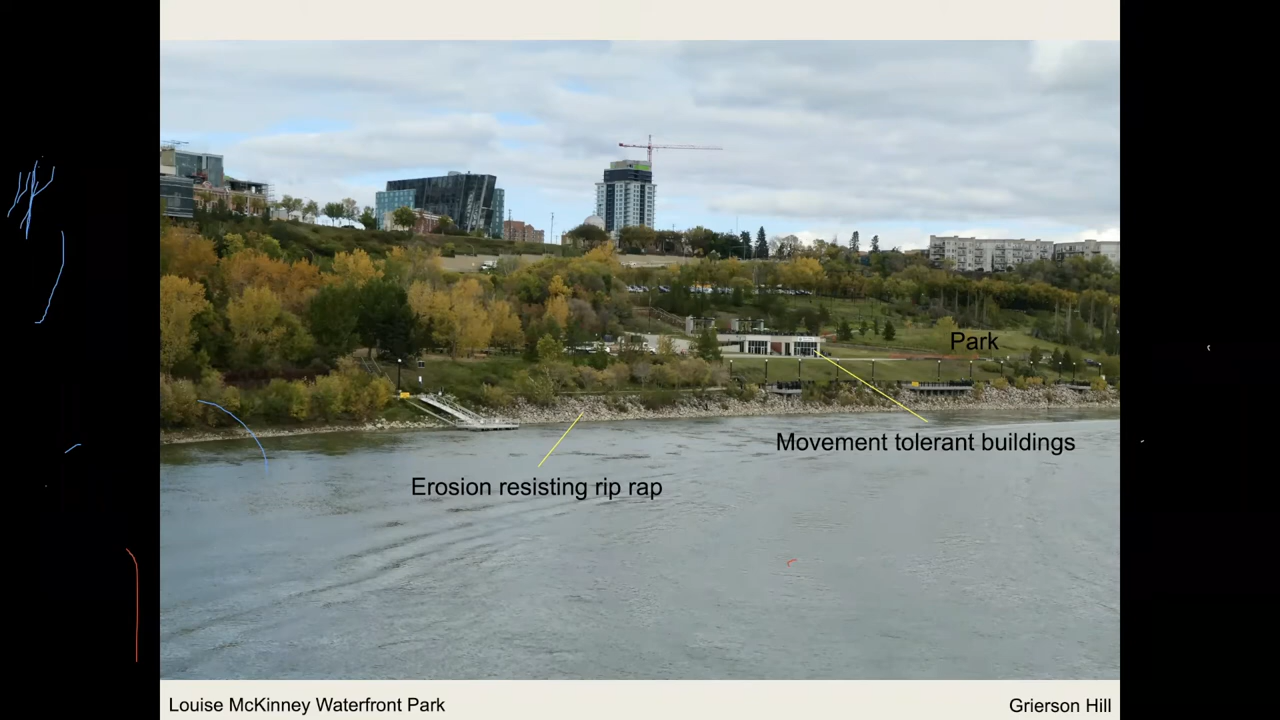 Park
Movement tolerant buildings
Erosion resisting rip rap
Louise McKinney Waterfront Park
Grierson Hill